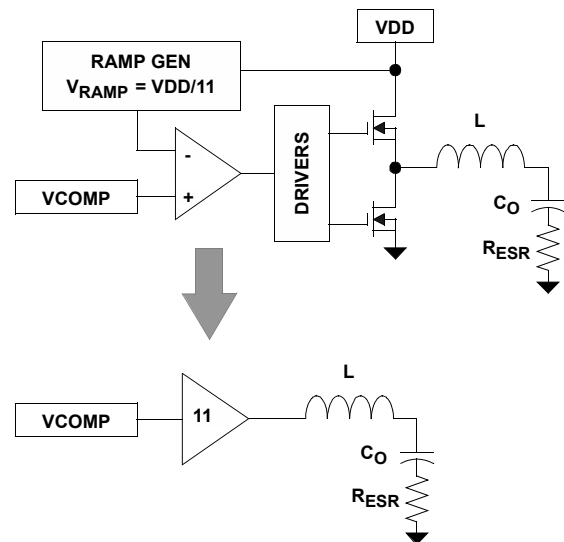 VDD
RAMP GEN
VRAMP = VDD/11
L
-
DRIVERS
VCOMP
+
CO
RESR
L
VCOMP
11
CO
RESR